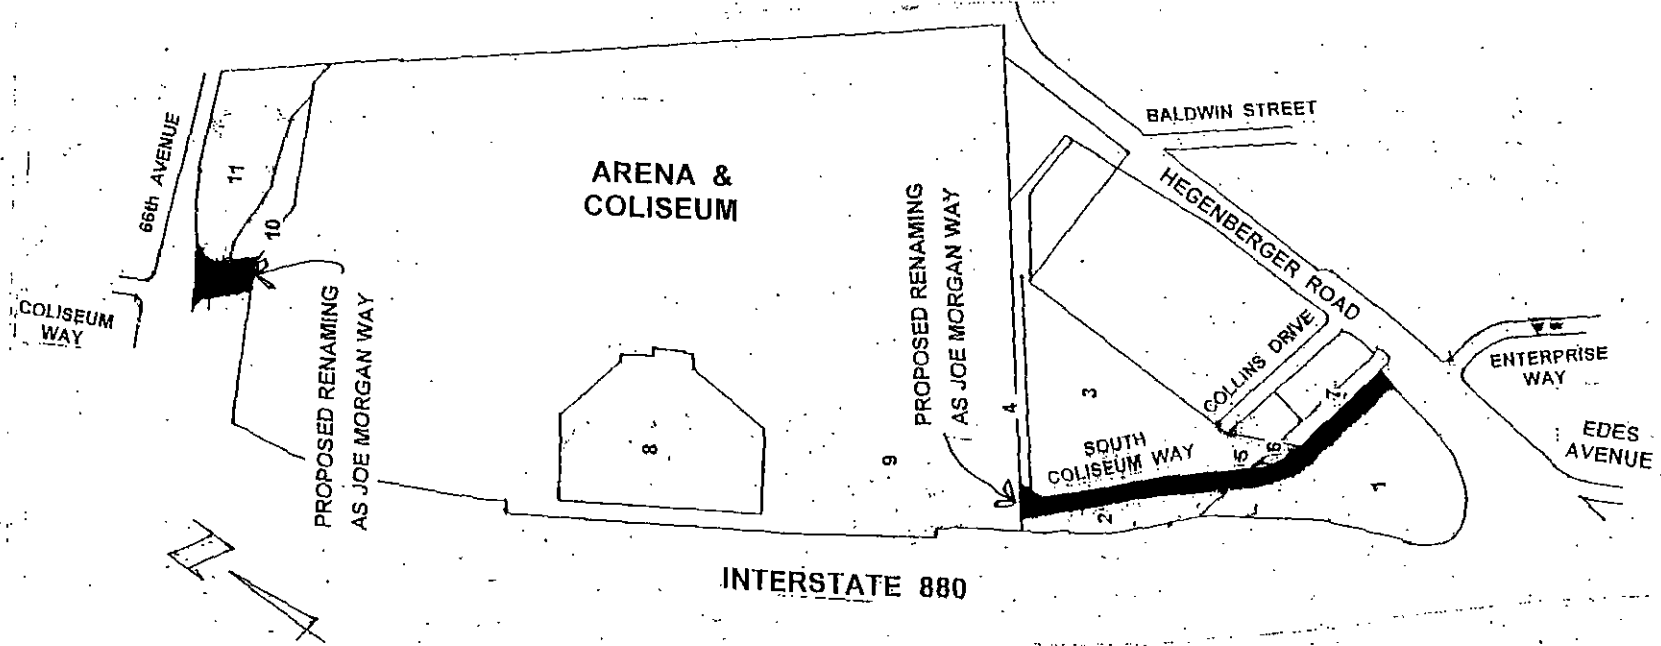 66th AVENUE
11
10
COLISEUM
WAY
PROPOSED RENAMING
AS JOE MORGAN WAY
ARENA &
COLISEUM
8
9
PROPOSED RENAMING
AS JOE MORGAN WAY
4
3
SOUTH
COLISEUM WAY
2
5
6
7
1
COLLINS DRIVE
BALDWIN STREET
HEGENBERGER ROAD
ENTERPRISE
WAY
EDES
AVENUE
INTERSTATE 880
N